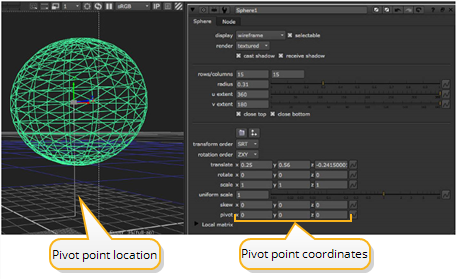 sRGB
Sphere1
Sphere Node
display wireframe selectable
render textured
cast shadow receive shadow
rows/columns 15 15
radius 0.31
u extent 360
v extent 180
close top close bottom
transform order SRT
rotation order ZXY
translate x 0.25 y 0.56 z -0.2415000
rotate x 0 y 0 z 0
scale x 1 y 1 z 1
uniform scale 1
skew x 0 y 0 z 0
pivot x 0 y 0 z 0
Local matrix
Pivot point location
Pivot point coordinates